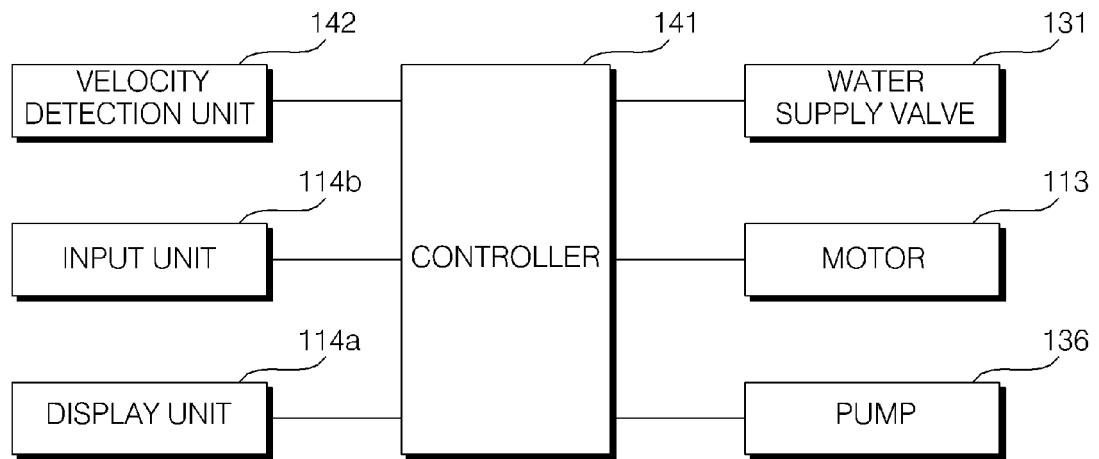 142
141
131
VELOCITY
DETECTION UNIT
WATER
SUPPLY VALVE
114b
113
INPUT UNIT
CONTROLLER
MOTOR
114a
136
DISPLAY UNIT
PUMP